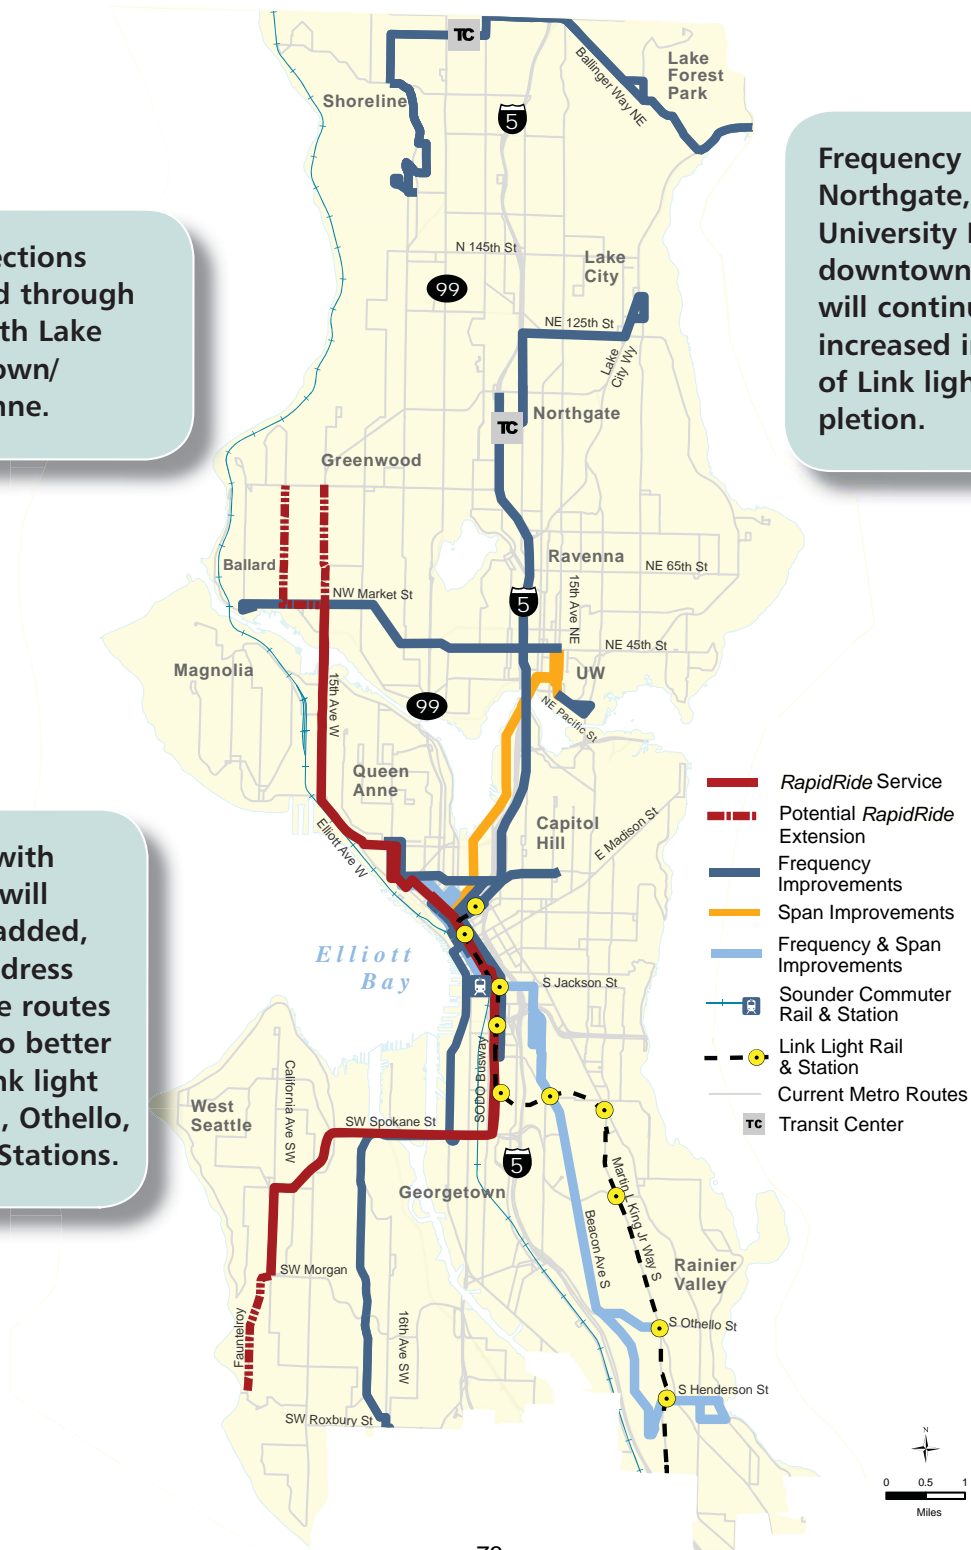 TC
Lake
Forest
Park
Ballinger Way NE
Shoreline
5
Frequency
Northgate,
University
downtown
will continu
increased i
of Link ligh
pletion.
ections
d through
th Lake
own/
nne.
N 145th St
Lake
City
99
NE 125th St
Lake
City Wy
Northgate
TC
Greenwood
Ravenna
Ballard
NE 65th St
NW Market St
5
15th Ave NE
NE 45th St
Magnolia
UW
15th Ave W
99
NE Pacific St
Queen
Anne
Capitol
Hill
E Madison St
Elliott Ave W
RapidRide Service
Potential RapidRide
Extension
Frequency
Improvements
Span Improvements
Frequency & Span
Improvements
Sounder Commuter
Rail & Station
Link Light Rail
& Station
Current Metro Routes
TC Transit Center
with
will
added,
dress
e routes
o better
nk light
, Othello,
Stations.
Elliott
Bay
S Jackson St
SODO Busway
California Ave SW
West
Seattle
SW Spokane St
5
Georgetown
Martin L King Jr Way S
Beacon Ave S
Rainier
Valley
SW Morgan
Fauntelroy
16th Ave SW
S Othello St
S Henderson St
SW Roxbury St
N
0 0.5 1
Miles